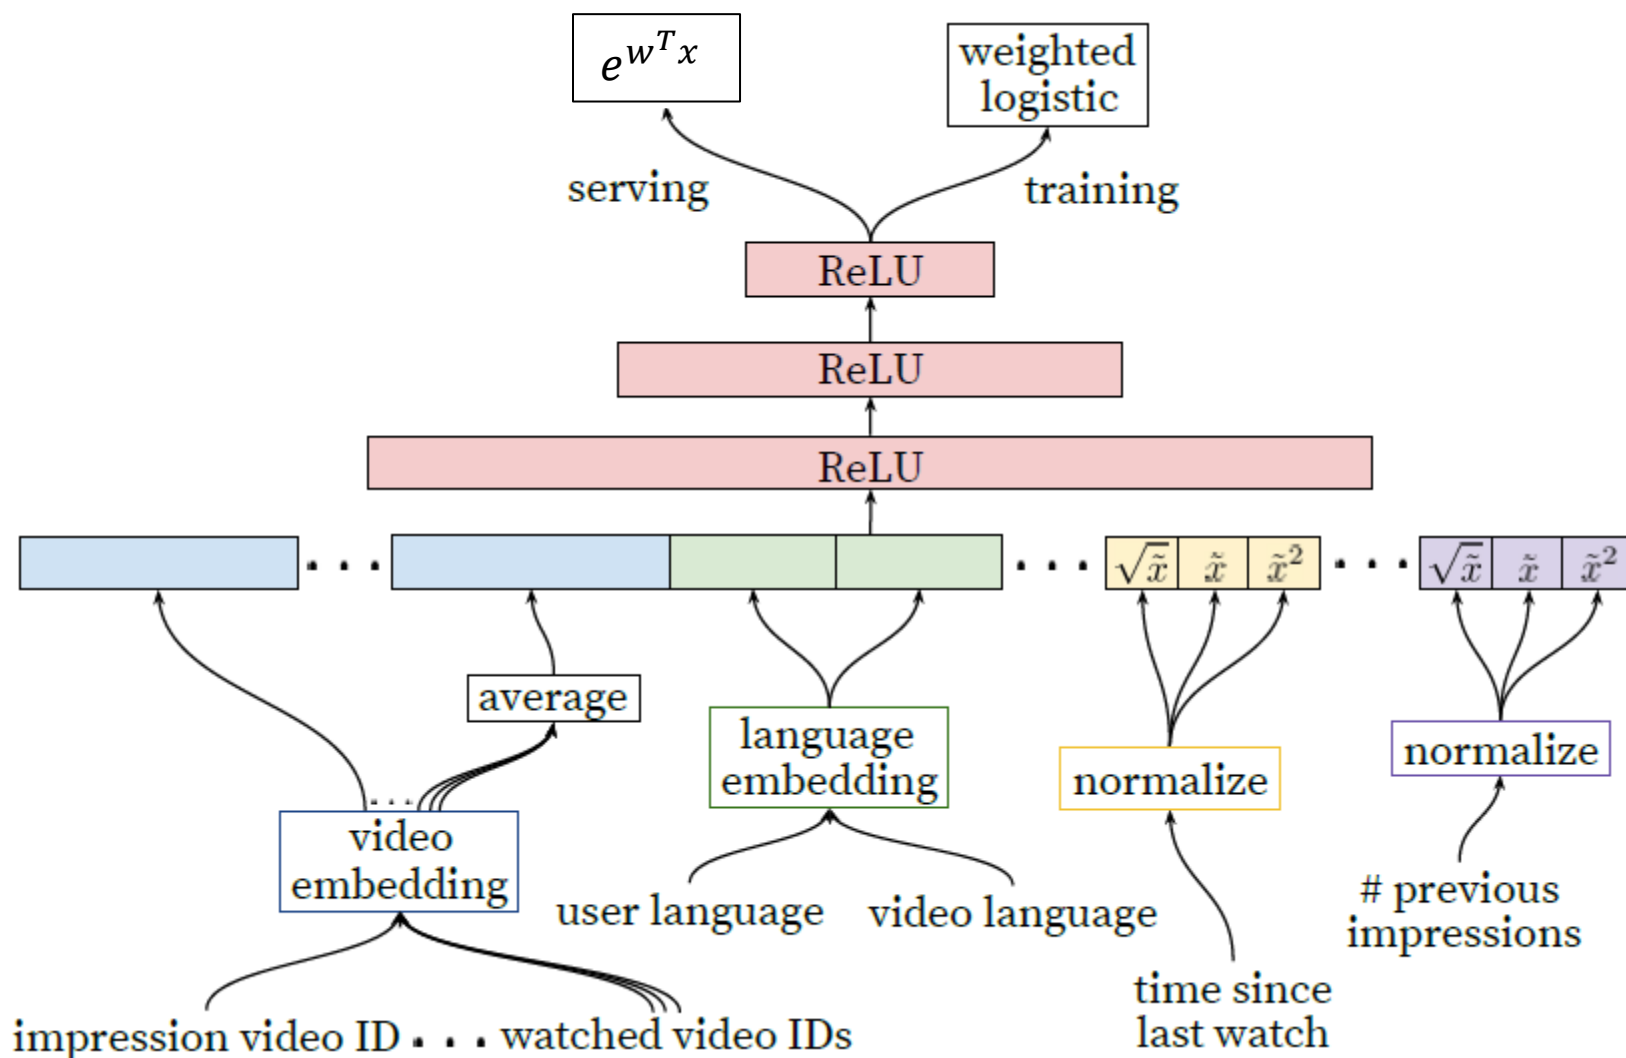 e^{w^T x}
weighted
logistic
serving
training
ReLU
ReLU
ReLU
. . .
. . .
√x̃ x̃ x̃²
. . .
√x̃ x̃ x̃²
average
language
embedding
normalize
normalize
...
video
embedding
user language
video language
# previous
impressions
time since
last watch
impression video ID . . . watched video IDs